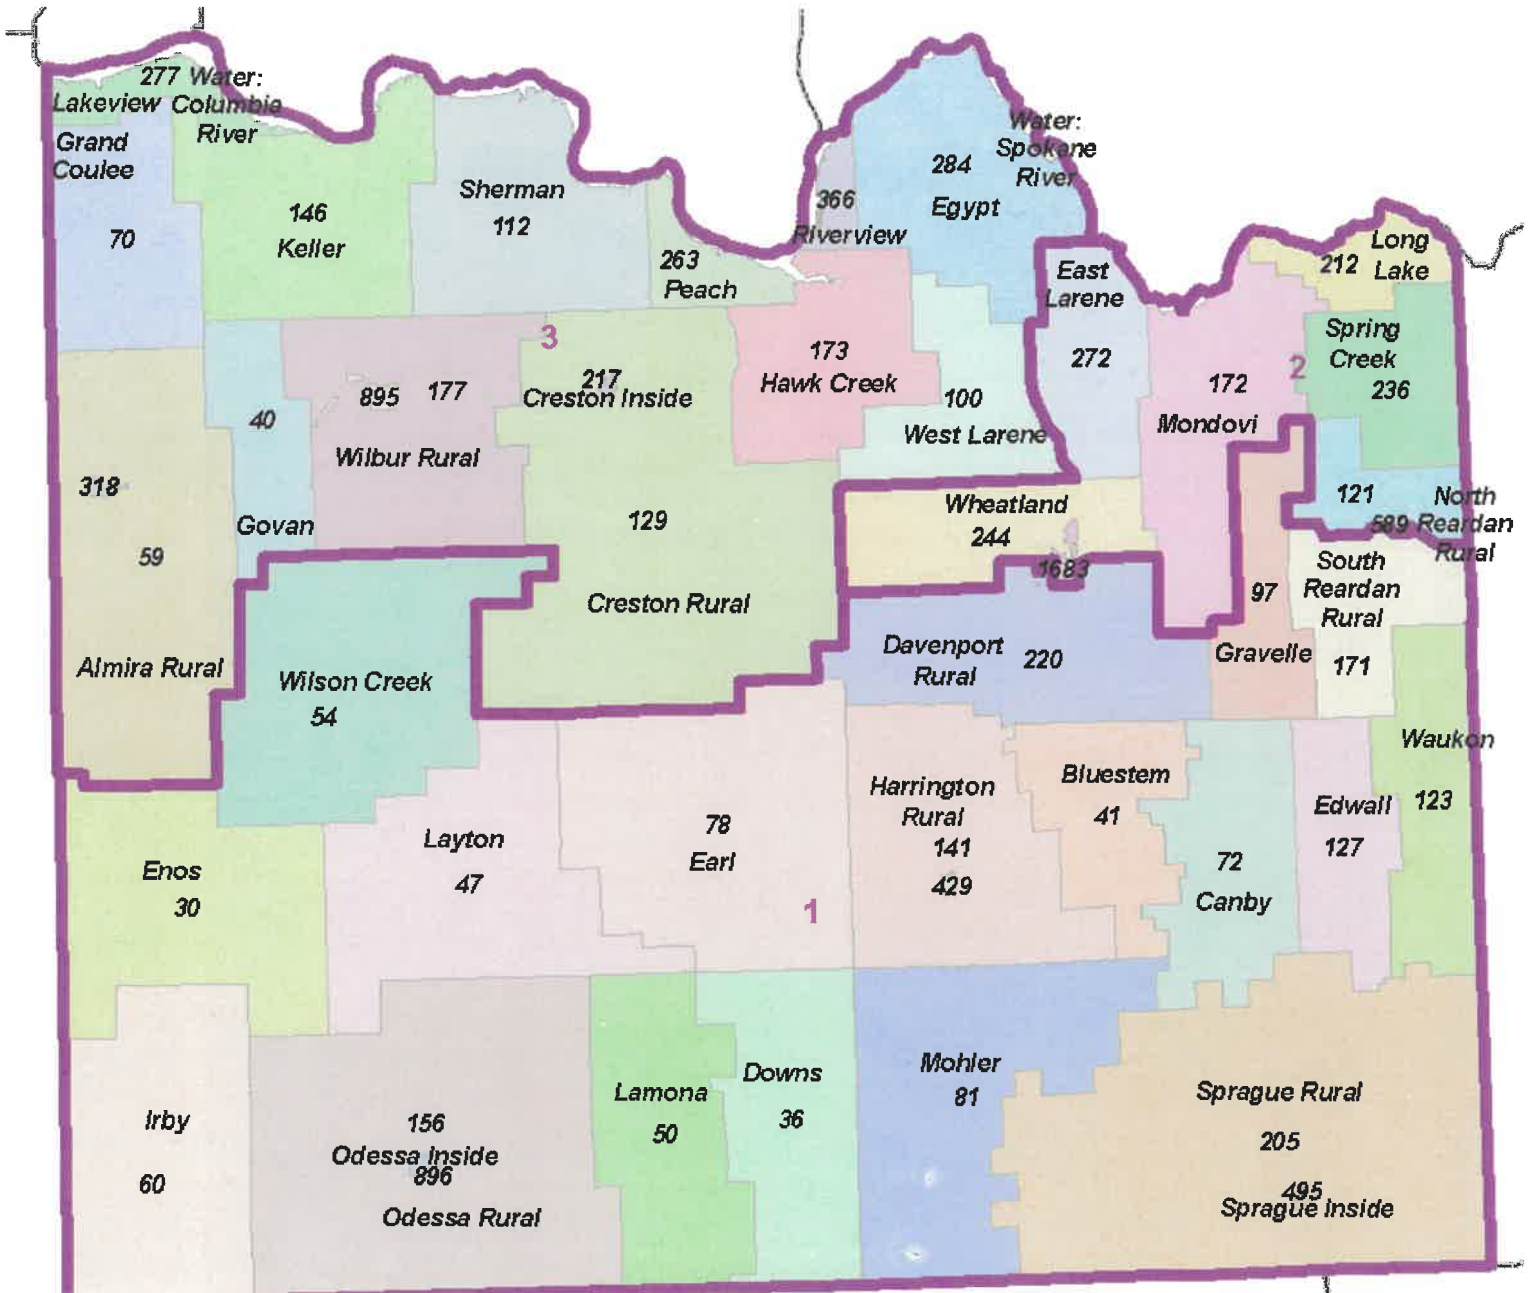 277 Water:
Lakeview Columbia
River
Grand
Coulee
70
146
Keller
Sherman
112
263
Peach
366
Riverview
284
Egypt
Water:
Spokane
River
East
Larene
272
Long
212 Lake
Spring
Creek
236
3
2
172
Mondovi
173
Hawk Creek
100
West Larene
217
Creston Inside
895 177
Wilbur Rural
40
Govan
318
59
Almira Rural
129
Creston Rural
Wheatland
244
1683
121
North
589 Reardan
Rural
South
Reardan
Rural
171
97
Gravelle
Davenport 220
Rural
Wilson Creek
54
Waukon
123
Edwall
127
Bluestem
41
72
Canby
Harrington
Rural
141
429
78
Earl
1
Layton
47
Enos
30
Irby
60
156
Odessa Inside
896
Odessa Rural
Lamona
50
Downs
36
Mohler
81
Sprague Rural
205
495
Sprague Inside